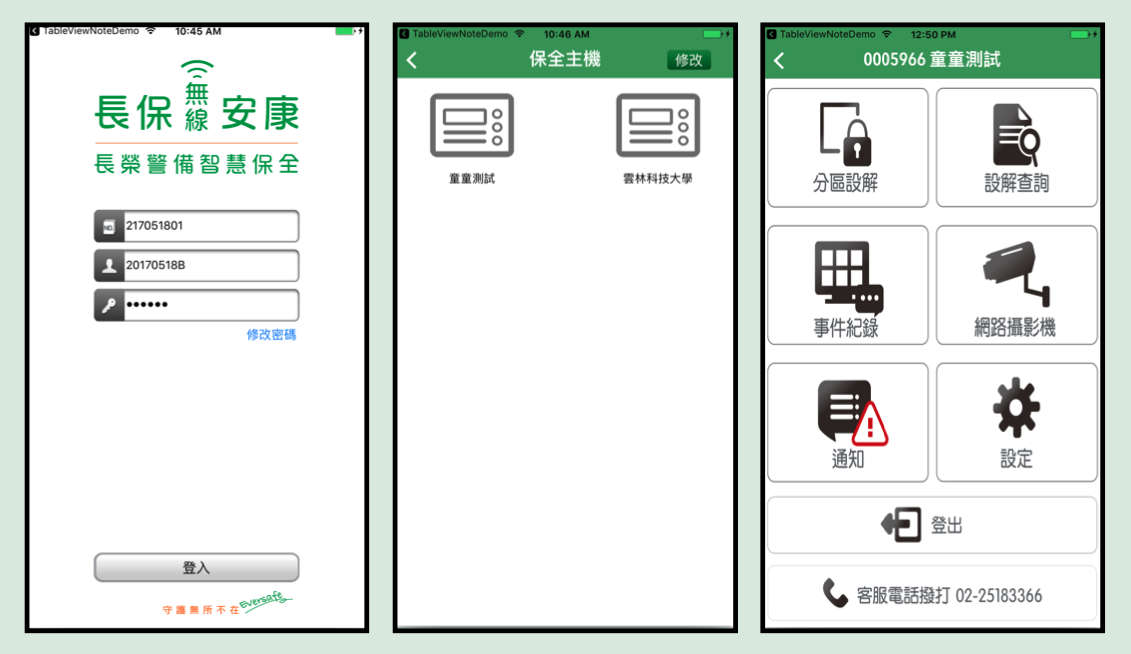 TableViewNoteDemo 10:45 AM
長保無線安康
長榮警備智慧保全
NO.
217051801
20170518B
••••••
修改密碼
登入
守護無所不在 Eversafe
TableViewNoteDemo 10:46 AM
保全主機
修改
童童測試
雲林科技大學
TableViewNoteDemo 12:50 PM
0005966 童童測試
分區設解
設解查詢
事件紀錄
網路攝影機
通知
設定
登出
客服電話撥打 02-25183366